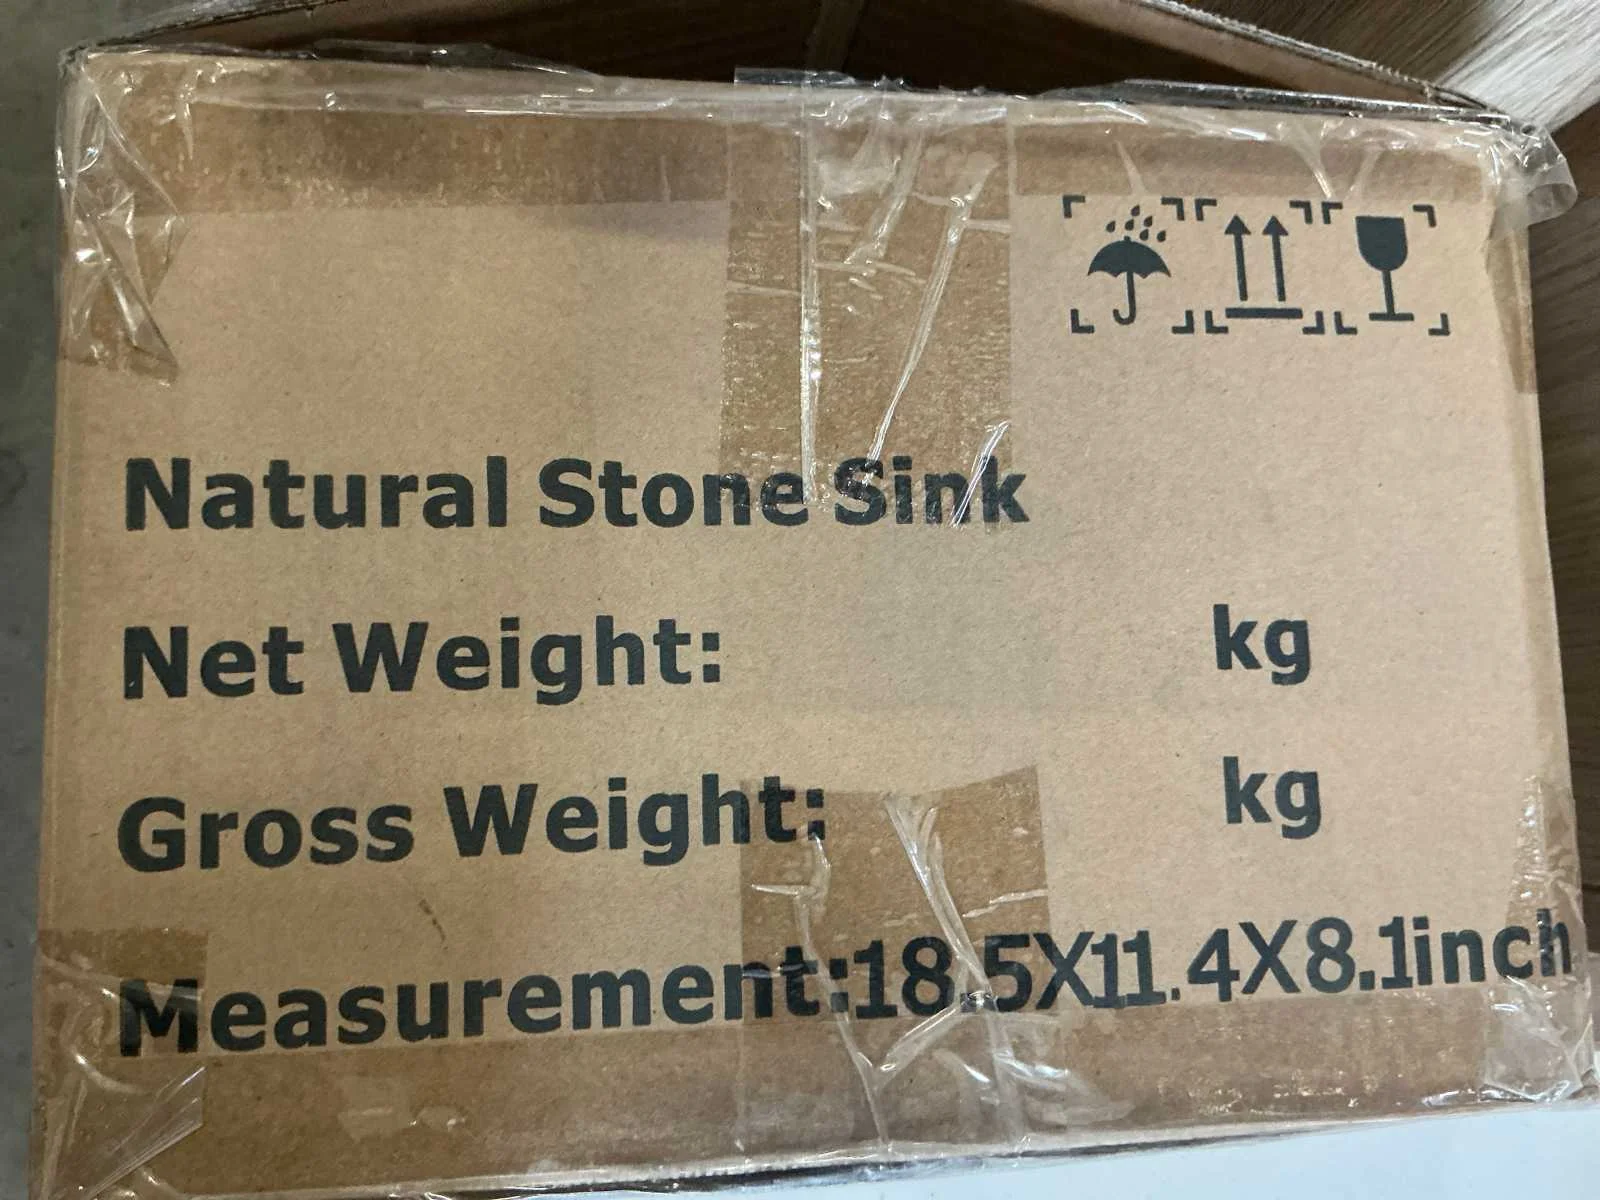 Natural Stone Sink
Net Weight: kg
Gross Weight: kg
Measurement:18.5X11.4X8.1inch